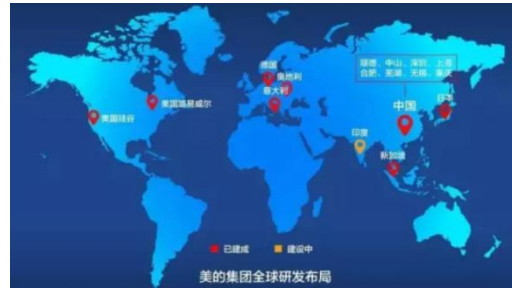 德国
奥地利
意大利
顺德、中山、深圳、上海
合肥、芜湖、无锡、重庆
中国
日本
美国路易威尔
美国硅谷
印度
新加坡
已建成
建设中
美的集团全球研发布局